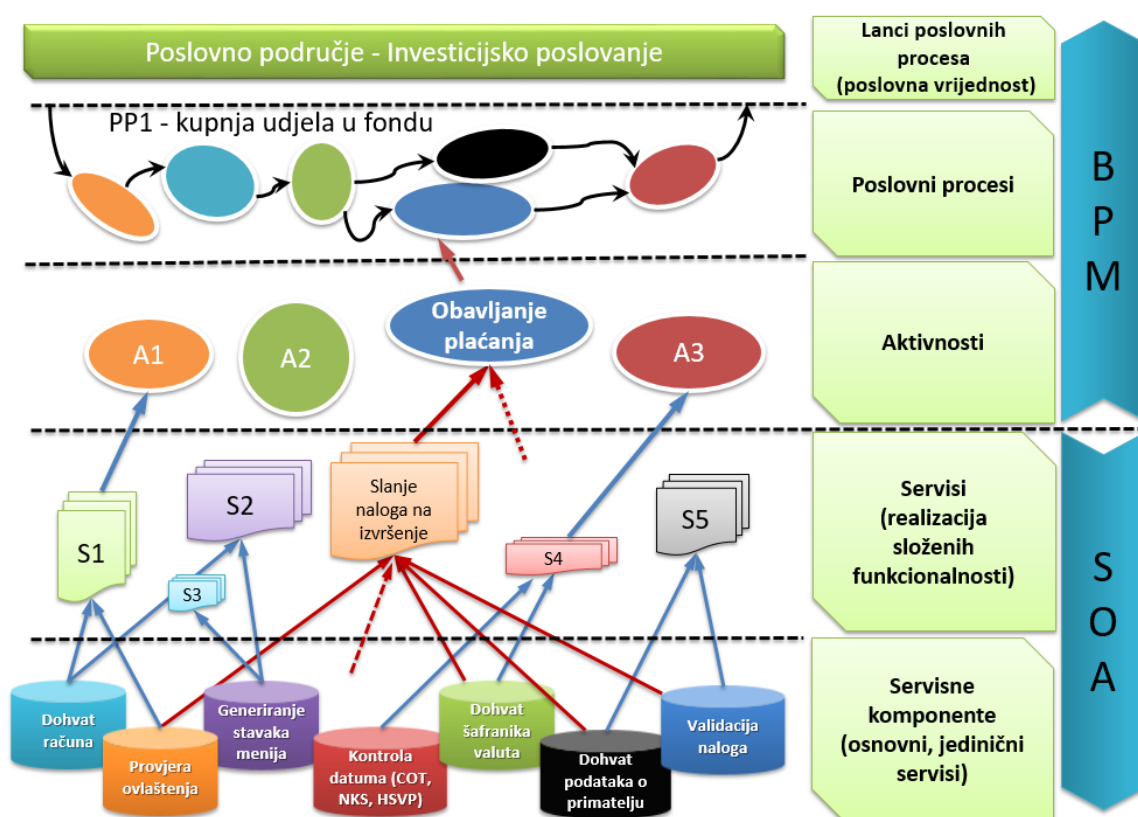 Poslovno područje - Investicijsko poslovanje
Lanci poslovnih
procesa
(poslovna vrijednost)
PP1 - kupnja udjela u fondu
Poslovni procesi
B
P
M
A1
A2
Obavljanje
plaćanja
A3
Aktivnosti
S1
S2
S3
Slanje
naloga na
izvršenje
S4
S5
Servisi
(realizacija
složenih
funkcionalnosti)
S
O
A
Dohvat
računa
Provjera
ovlaštenja
Generiranje
stavaka
menija
Kontrola
datuma (COT,
NKS, HSVP)
Dohvat
šafranika
valuta
Dohvat
podataka o
primatelju
Validacija
naloga
Servisne
komponente
(osnovni, jedinični
servisi)